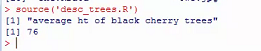 > source('desc_trees.R')
[1] "average ht of black cherry trees"
[1] 76
>